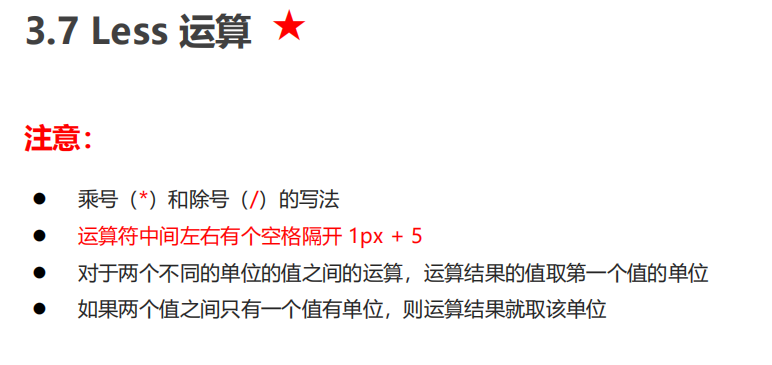 3.7 Less 运算 ★
注意：
● 乘号（*）和除号（/）的写法
● 运算符中间左右有个空格隔开 1px + 5
● 对于两个不同的单位的值之间的运算，运算结果的值取第一个值的单位
● 如果两个值之间只有一个值有单位，则运算结果就取该单位